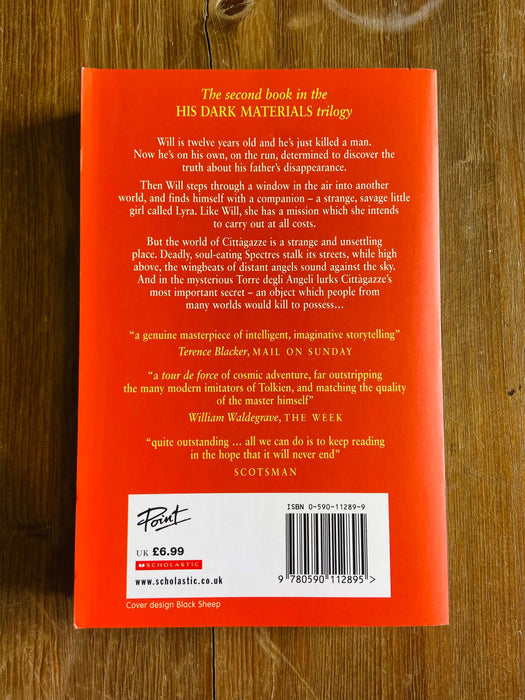 The second book in the
HIS DARK MATERIALS trilogy
Will is twelve years old and he's just killed a man.
Now he's on his own, on the run, determined to discover the
truth about his father's disappearance.
Then Will steps through a window in the air into another
world, and finds himself with a companion – a strange, savage little
girl called Lyra. Like Will, she has a mission which she intends
to carry out at all costs.
But the world of Cittàgazze is a strange and unsettling
place. Deadly, soul-eating Spectres stalk its streets, while high
above, the wingbeats of distant angels sound against the sky.
And in the mysterious Torre degli Angeli lurks Cittàgazze's
most important secret – an object which people from
many worlds would kill to possess...
"a genuine masterpiece of intelligent, imaginative storytelling"
Terence Blacker, MAIL ON SUNDAY
"a tour de force of cosmic adventure, far outstripping
the many modern imitators of Tolkien, and matching the quality
of the master himself"
William Waldegrave, THE WEEK
"quite outstanding ... all we can do is to keep reading
in the hope that it will never end"
SCOTSMAN
Point
UK £6.99
SCHOLASTIC
www.scholastic.co.uk
ISBN 0-590-11289-9
9 780590 112895 >
Cover design Black Sheep